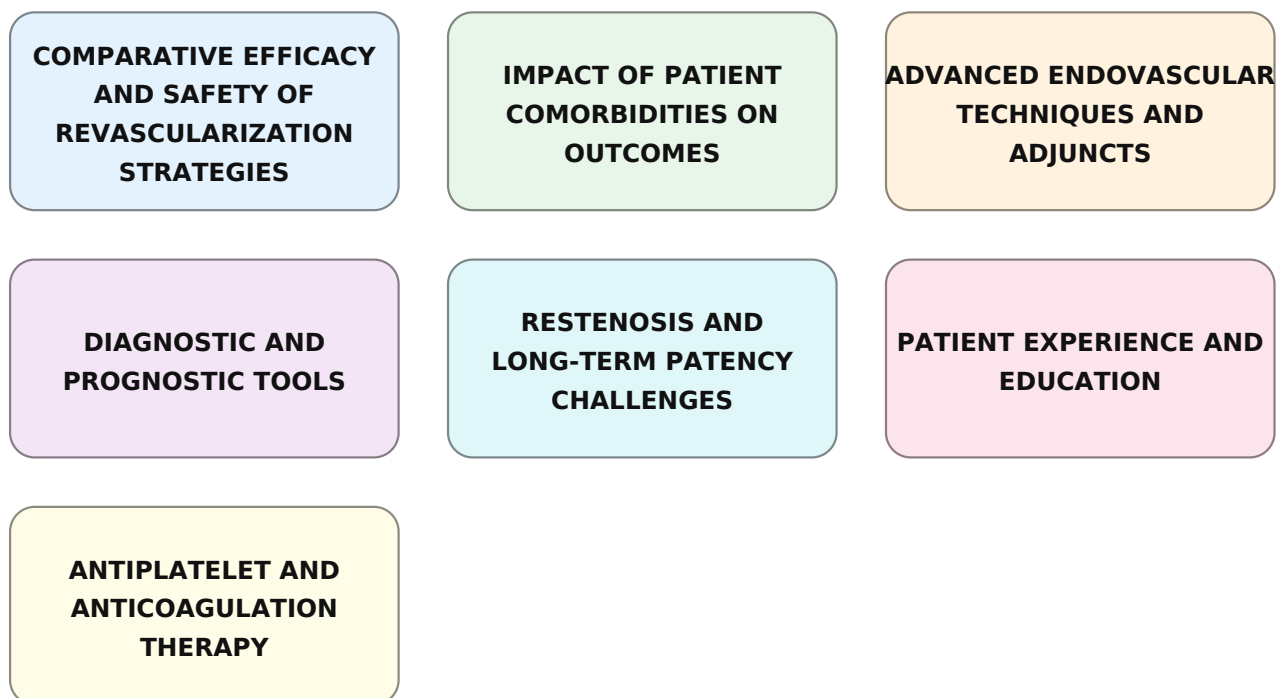 COMPARATIVE EFFICACY
AND SAFETY OF
REVASCULARIZATION
STRATEGIES
IMPACT OF PATIENT
COMORBIDITIES ON
OUTCOMES
ADVANCED ENDOVASCULAR
TECHNIQUES AND
ADJUNCTS
DIAGNOSTIC AND
PROGNOSTIC TOOLS
RESTENOSIS AND
LONG-TERM PATENCY
CHALLENGES
PATIENT EXPERIENCE AND
EDUCATION
ANTIPLATELET AND
ANTICOAGULATION
THERAPY